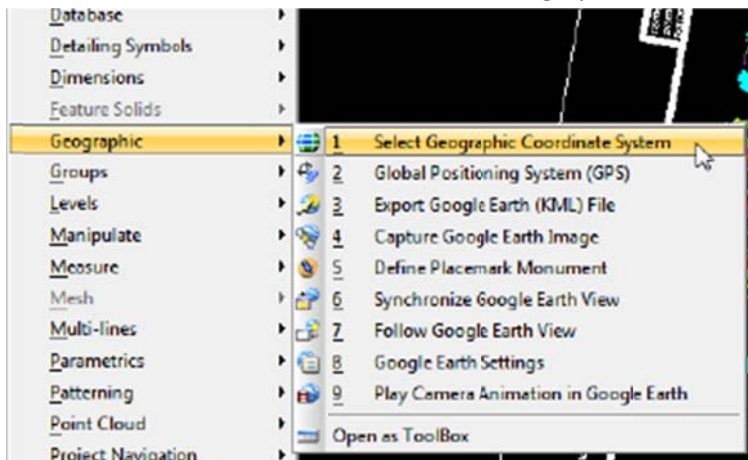 Database
Detailing Symbols
Dimensions
Feature Solids
Geographic
Groups
Levels
Manipulate
Measure
Mesh
Multi-lines
Parametrics
Patterning
Point Cloud
Project Navigation
1 Select Geographic Coordinate System
2 Global Positioning System (GPS)
3 Export Google Earth (KML) File
4 Capture Google Earth Image
5 Define Placemark Monument
6 Synchronize Google Earth View
7 Follow Google Earth View
8 Google Earth Settings
9 Play Camera Animation in Google Earth
Open as ToolBox